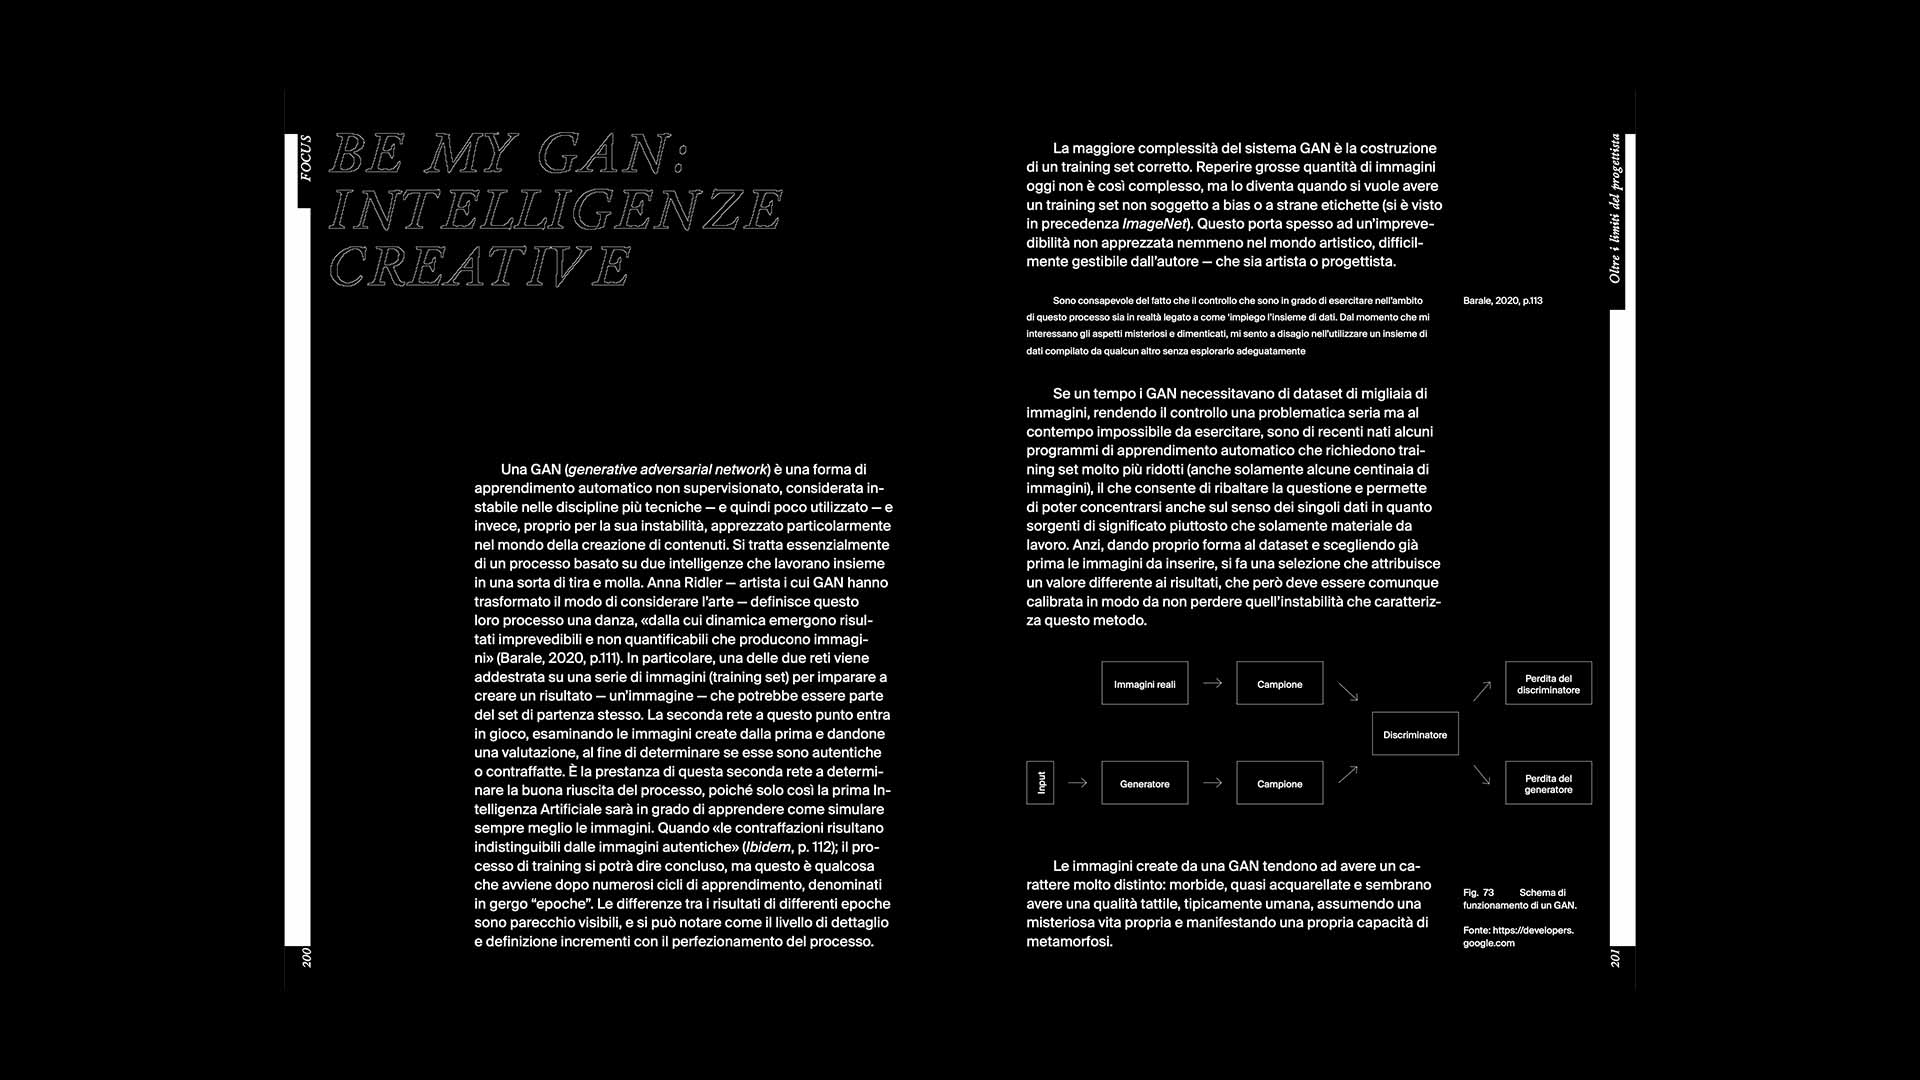 FOCUS
BE MY GAN:
INTELLIGENZE
CREATIVE
Una GAN (generative adversarial network) è una forma di
apprendimento automatico non supervisionato, considerata in-
stabile nelle discipline più tecniche — e quindi poco utilizzato — e
invece, proprio per la sua instabilità, apprezzato particolarmente
nel mondo della creazione di contenuti. Si tratta essenzialmente
di un processo basato su due intelligenze che lavorano insieme
in una sorta di tira e molla. Anna Ridler — artista i cui GAN hanno
trasformato il modo di considerare l'arte — definisce questo
loro processo una danza, «dalla cui dinamica emergono risul-
tati imprevedibili e non quantificabili che producono immagi-
ni» (Barale, 2020, p.111). In particolare, una delle due reti viene
addestrata su una serie di immagini (training set) per imparare a
creare un risultato — un'immagine — che potrebbe essere parte
del set di partenza stesso. La seconda rete a questo punto entra
in gioco, esaminando le immagini create dalla prima e dandone
una valutazione, al fine di determinare se esse sono autentiche
o contraffatte. È la prestanza di questa seconda rete a determi-
nare la buona riuscita del processo, poiché solo così la prima In-
telligenza Artificiale sarà in grado di apprendere come simulare
sempre meglio le immagini. Quando «le contraffazioni risultano
indistinguibili dalle immagini autentiche» (Ibidem, p. 112); il pro-
cesso di training si potrà dire concluso, ma questo è qualcosa
che avviene dopo numerosi cicli di apprendimento, denominati
in gergo “epoche”. Le differenze tra i risultati di differenti epoche
sono parecchio visibili, e si può notare come il livello di dettaglio
e definizione incrementi con il perfezionamento del processo.
200
La maggiore complessità del sistema GAN è la costruzione
di un training set corretto. Reperire grosse quantità di immagini
oggi non è così complesso, ma lo diventa quando si vuole avere
un training set non soggetto a bias o a strane etichette (si è visto
in precedenza ImageNet). Questo porta spesso ad un'impreve-
dibilità non apprezzata nemmeno nel mondo artistico, difficil-
mente gestibile dall'autore — che sia artista o progettista.
Sono consapevole del fatto che il controllo che sono in grado di esercitare nell'ambito
di questo processo sia in realtà legato a come 'impiego l'insieme di dati. Dal momento che mi
interessano gli aspetti misteriosi e dimenticati, mi sento a disagio nell'utilizzare un insieme di
dati compilato da qualcun altro senza esplorarlo adeguatamente
Barale, 2020, p.113
Se un tempo i GAN necessitavano di dataset di migliaia di
immagini, rendendo il controllo una problematica seria ma al
contempo impossibile da esercitare, sono di recenti nati alcuni
programmi di apprendimento automatico che richiedono trai-
ning set molto più ridotti (anche solamente alcune centinaia di
immagini), il che consente di ribaltare la questione e permette
di poter concentrarsi anche sul senso dei singoli dati in quanto
sorgenti di significato piuttosto che solamente materiale da
lavoro. Anzi, dando proprio forma al dataset e scegliendo già
prima le immagini da inserire, si fa una selezione che attribuisce
un valore differente ai risultati, che però deve essere comunque
calibrata in modo da non perdere quell'instabilità che caratteriz-
za questo metodo.
Immagini reali
Campione
Perdita del
discriminatore
Discriminatore
Input
Generatore
Campione
Perdita del
generatore
Le immagini create da una GAN tendono ad avere un ca-
rattere molto distinto: morbide, quasi acquarellate e sembrano
avere una qualità tattile, tipicamente umana, assumendo una
misteriosa vita propria e manifestando una propria capacità di
metamorfosi.
Fig. 73 Schema di
funzionamento di un GAN.
Fonte: https://developers.
google.com
Oltre i limiti del progettista
201